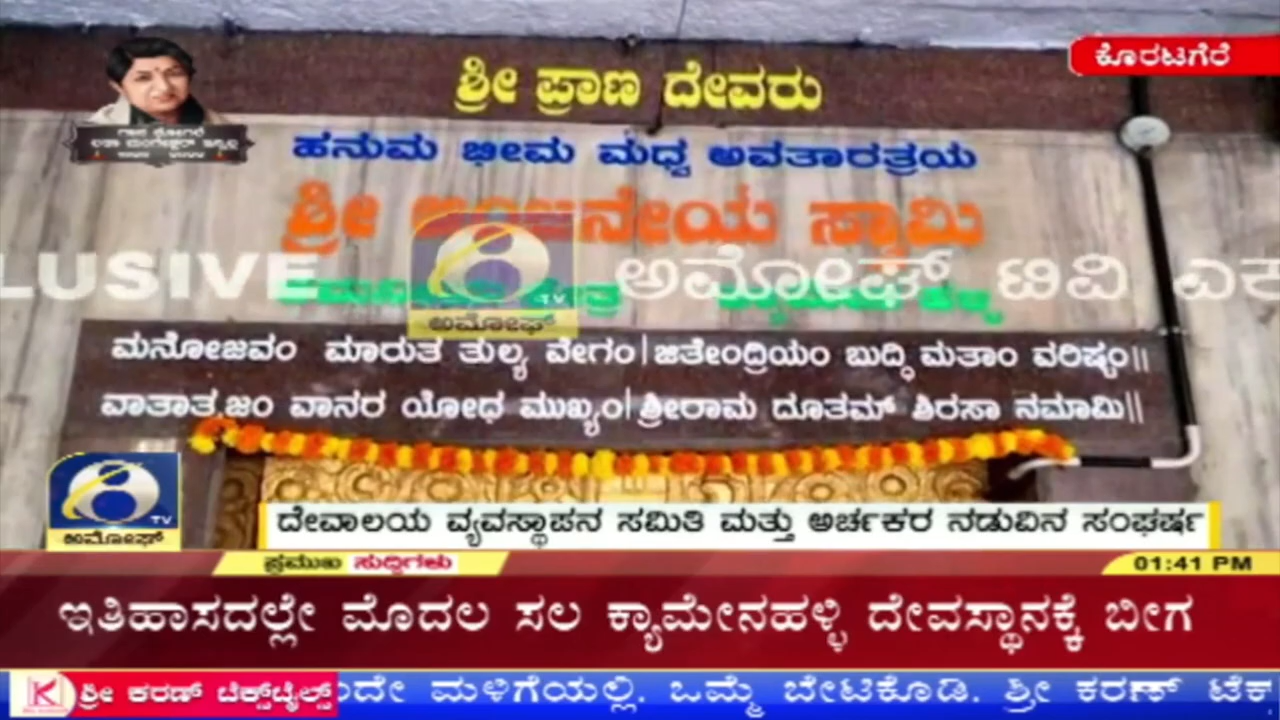 ಕೊರಟಗೆರೆ
ಶ್ರೀ ಪ್ರಾಣ ದೇವರು
ಹನುಮ ಭೀಮ ಮಧ್ವ ಅವತಾರತ್ರಯ
ಶ್ರೀ ಆಂಜನೇಯ ಸ್ವಾಮಿ
LUSIVE ಅಮೋಘ್ ಟಿವಿ ಎಕ
ಮನೋಜವಂ ಮಾರುತ ತುಲ್ಯ ವೇಗಂ|ಜಿತೇಂದ್ರಿಯಂ ಬುದ್ಧಿಮತಾಂ ವರಿಷ್ಟಂ||
ವಾತಾತ್ಮಜಂ ವಾನರ ಯೋಧ ಮುಖ್ಯಂ|ಶ್ರೀರಾಮ ದೂತಮ್ ಶಿರಸಾ ನಮಾಮಿ||
TV
ಅಮೋಘ್
TV
ಅಮೋಘ್
ದೇವಾಲಯ ವ್ಯವಸ್ಥಾಪನ ಸಮಿತಿ ಮತ್ತು ಅರ್ಚಕರ ನಡುವಿನ ಸಂಘರ್ಷ
ಪ್ರಮುಖ ಸುದ್ದಿಗಳು
01:41 PM
ಇತಿಹಾಸದಲ್ಲೇ ಮೊದಲ ಸಲ ಕ್ಯಾಮೇನಹಳ್ಳಿ ದೇವಸ್ಥಾನಕ್ಕೆ ಬೀಗ
K ಶ್ರೀ ಕರಣ್ ಟೆಕ್ಸ್‌ಟೈಲ್ಸ್ ಂದೇ ಮಳಿಗೆಯಲ್ಲಿ. ಒಮ್ಮೆ ಬೇಟಿಕೊಡಿ. ಶ್ರೀ ಕರಣ್ ಟೆಕ